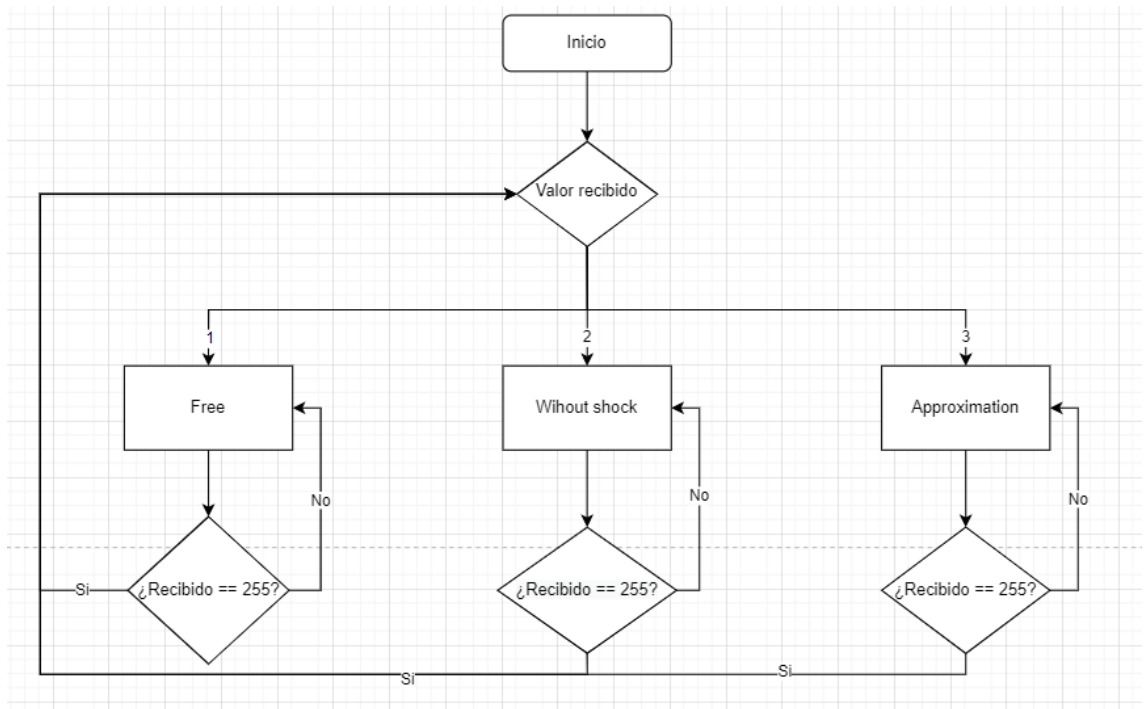 Inicio
Valor recibido
1
2
3
Free
Wihout shock
Approximation
No
No
No
¿Recibido == 255?
¿Recibido == 255?
¿Recibido == 255?
Si
Si
Si